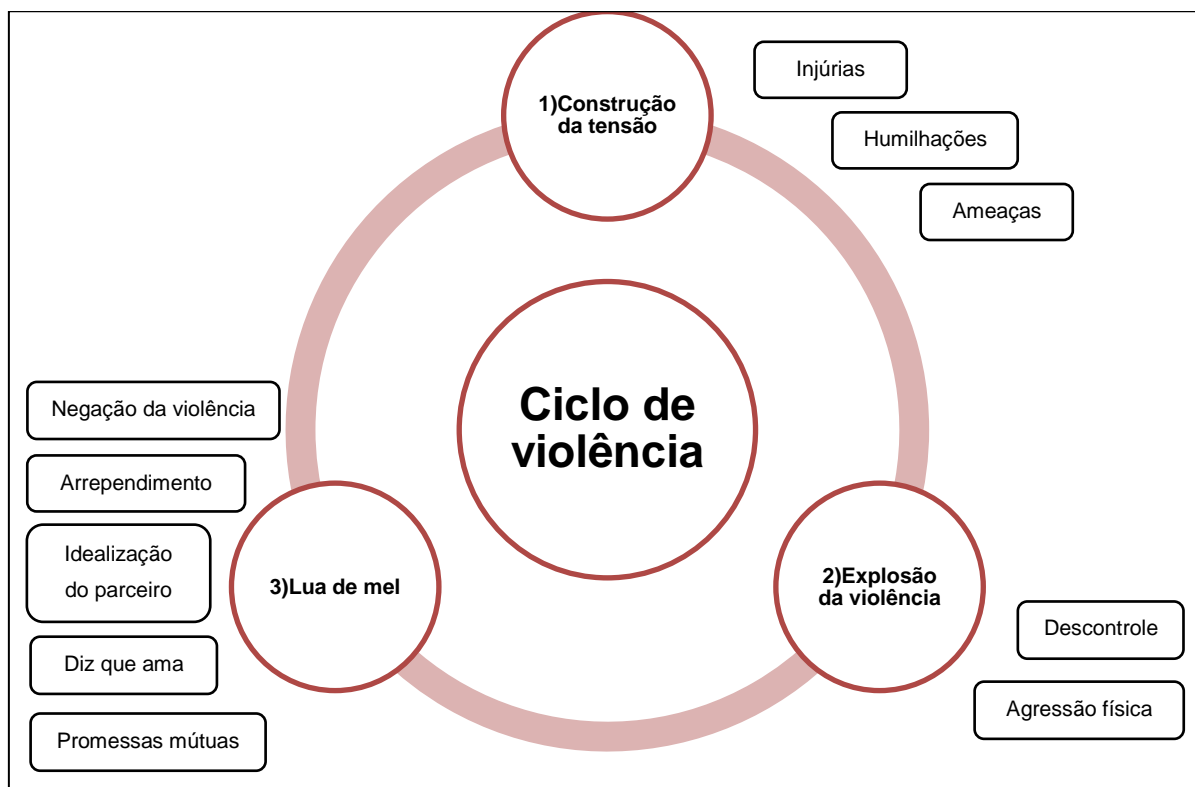 1)Construção
da tensão
Injúrias
Humilhações
Ameaças
Ciclo de
violência
2)Explosão
da violência
Descontrole
Agressão física
3)Lua de mel
Negação da violência
Arrependimento
Idealização
do parceiro
Diz que ama
Promessas mútuas